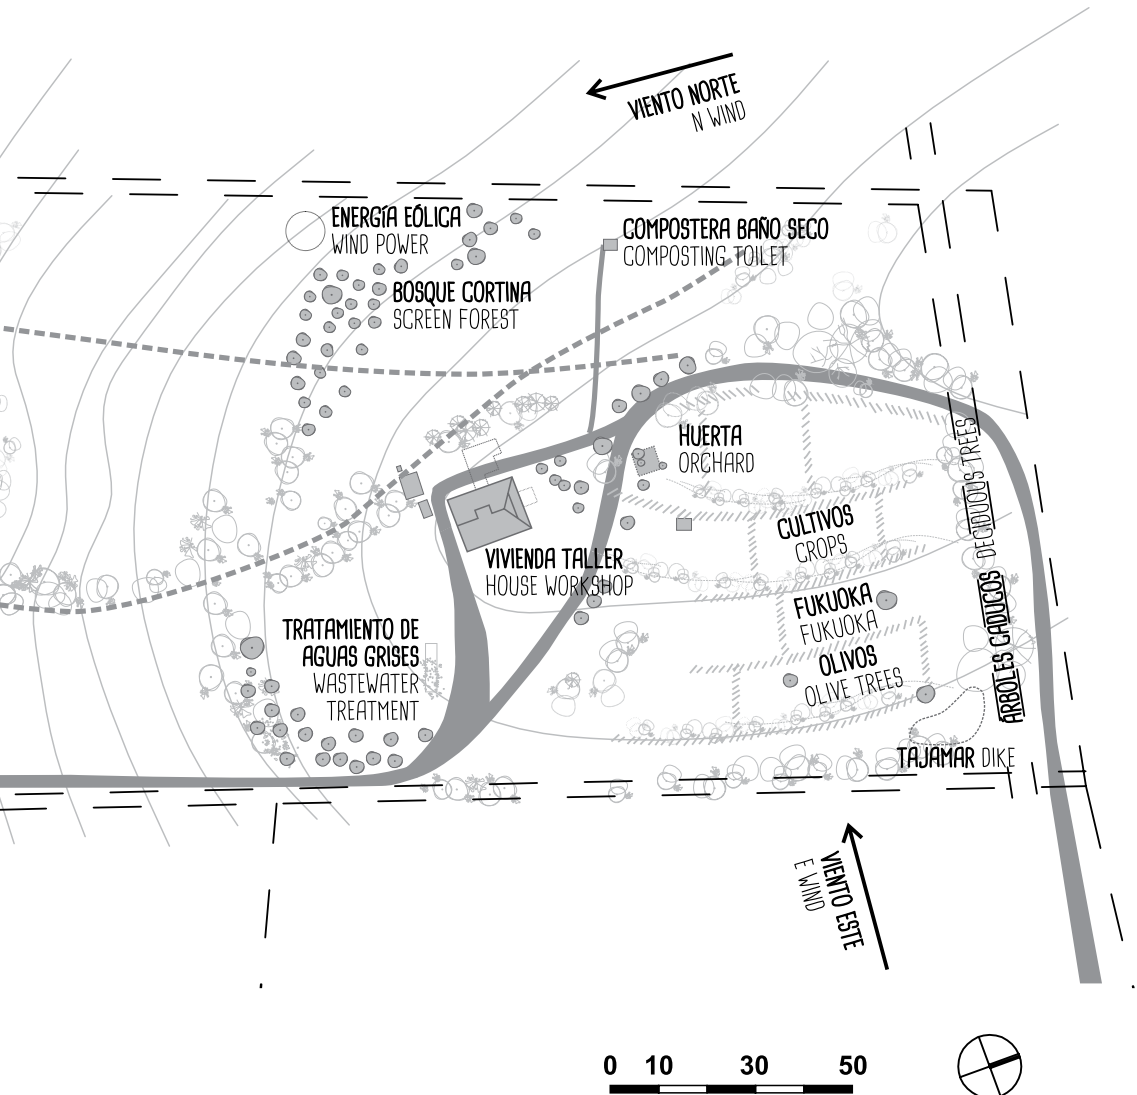 VIENTO NORTE
N WIND
ENERGÍA EÓLICA
WIND POWER
COMPOSTERA BAÑO SECO
COMPOSTING TOILET
BOSQUE CORTINA
SCREEN FOREST
HUERTA
ORCHARD
CULTIVOS
CROPS
VIVIENDA TALLER
HOUSE WORKSHOP
FUKUOKA
FUKUOKA
OLIVOS
OLIVE TREES
ÁRBOLES CADUCOS DECIDUOUS TREES
TRATAMIENTO DE
AGUAS GRISES
WASTEWATER
TREATMENT
TAJAMAR DIKE
VIENTO ESTE
E WIND
0 10 30 50